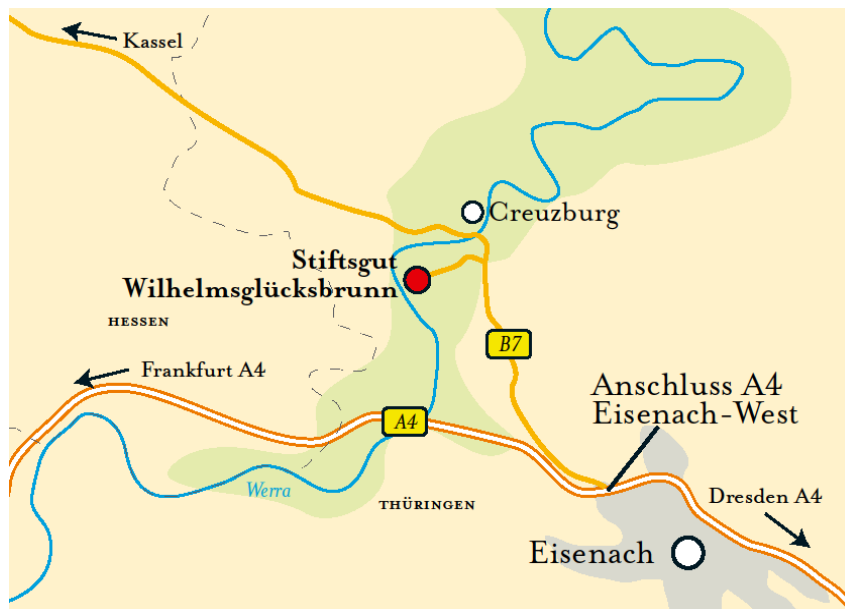 Kassel
Creuzburg
Stiftsgut
Wilhelmsglücksbrunn
HESSEN
B7
Frankfurt A4
Anschluss A4
Eisenach-West
A4
Werra
THÜRINGEN
Dresden A4
Eisenach